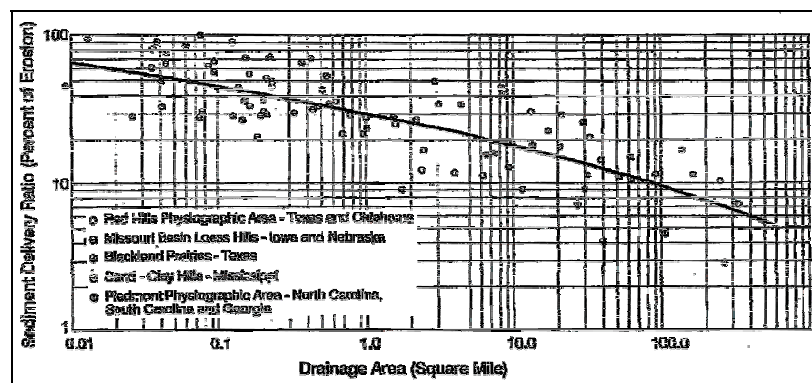 Sediment Delivery Ratio (Percent of Erosion)
100
10
1
Red Hills Physiographic Area - Texas and Oklahoma
Missouri Basin Loess Hills - Iowa and Nebraska
Blackland Prairies - Texas
Sand - Clay Hills - Mississippi
Piedmont Physiographic Area - North Carolina,
South Carolina and Georgia
0.01 0.1 1.0 10.0 100.0
Drainage Area (Square Mile)